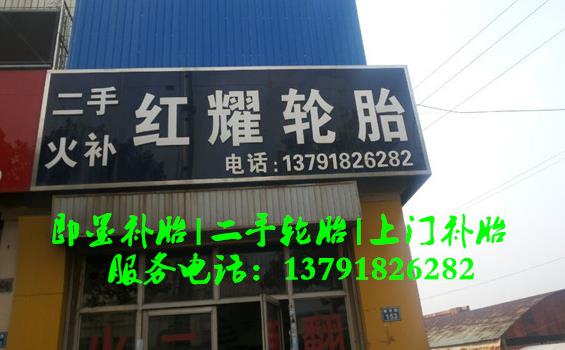 二手 红耀轮胎
火补
电话:13791826282
即墨补胎|二手轮胎|上门补胎
服务电话：13791826282
153